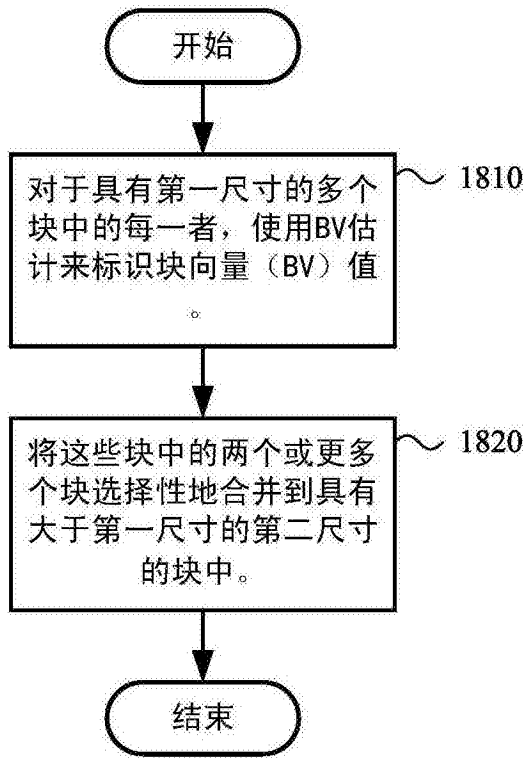 开始
对于具有第一尺寸的多个
块中的每一者，使用BV估
计来标识块向量（BV）值
。
1810
将这些块中的两个或更多
个块选择性地合并到具有
大于第一尺寸的第二尺寸
的块中。
1820
结束